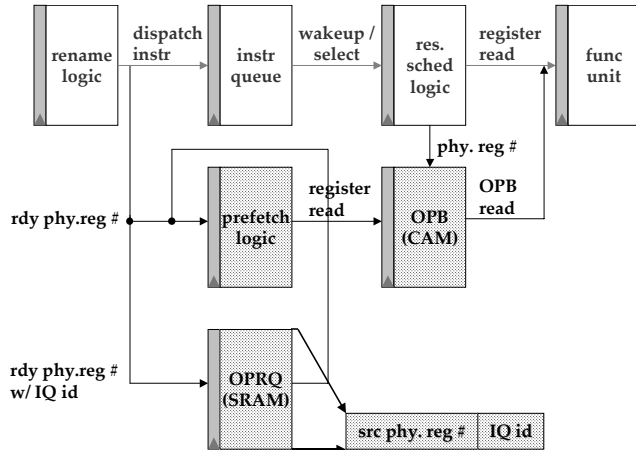 rename
logic
dispatch
instr
instr
queue
wakeup /
select
res.
sched
logic
register
read
func
unit
phy. reg #
rdy phy.reg #
prefetch
logic
register
read
OPB
(CAM)
OPB
read
rdy phy.reg #
w/ IQ id
OPRQ
(SRAM)
src phy. reg #
IQ id